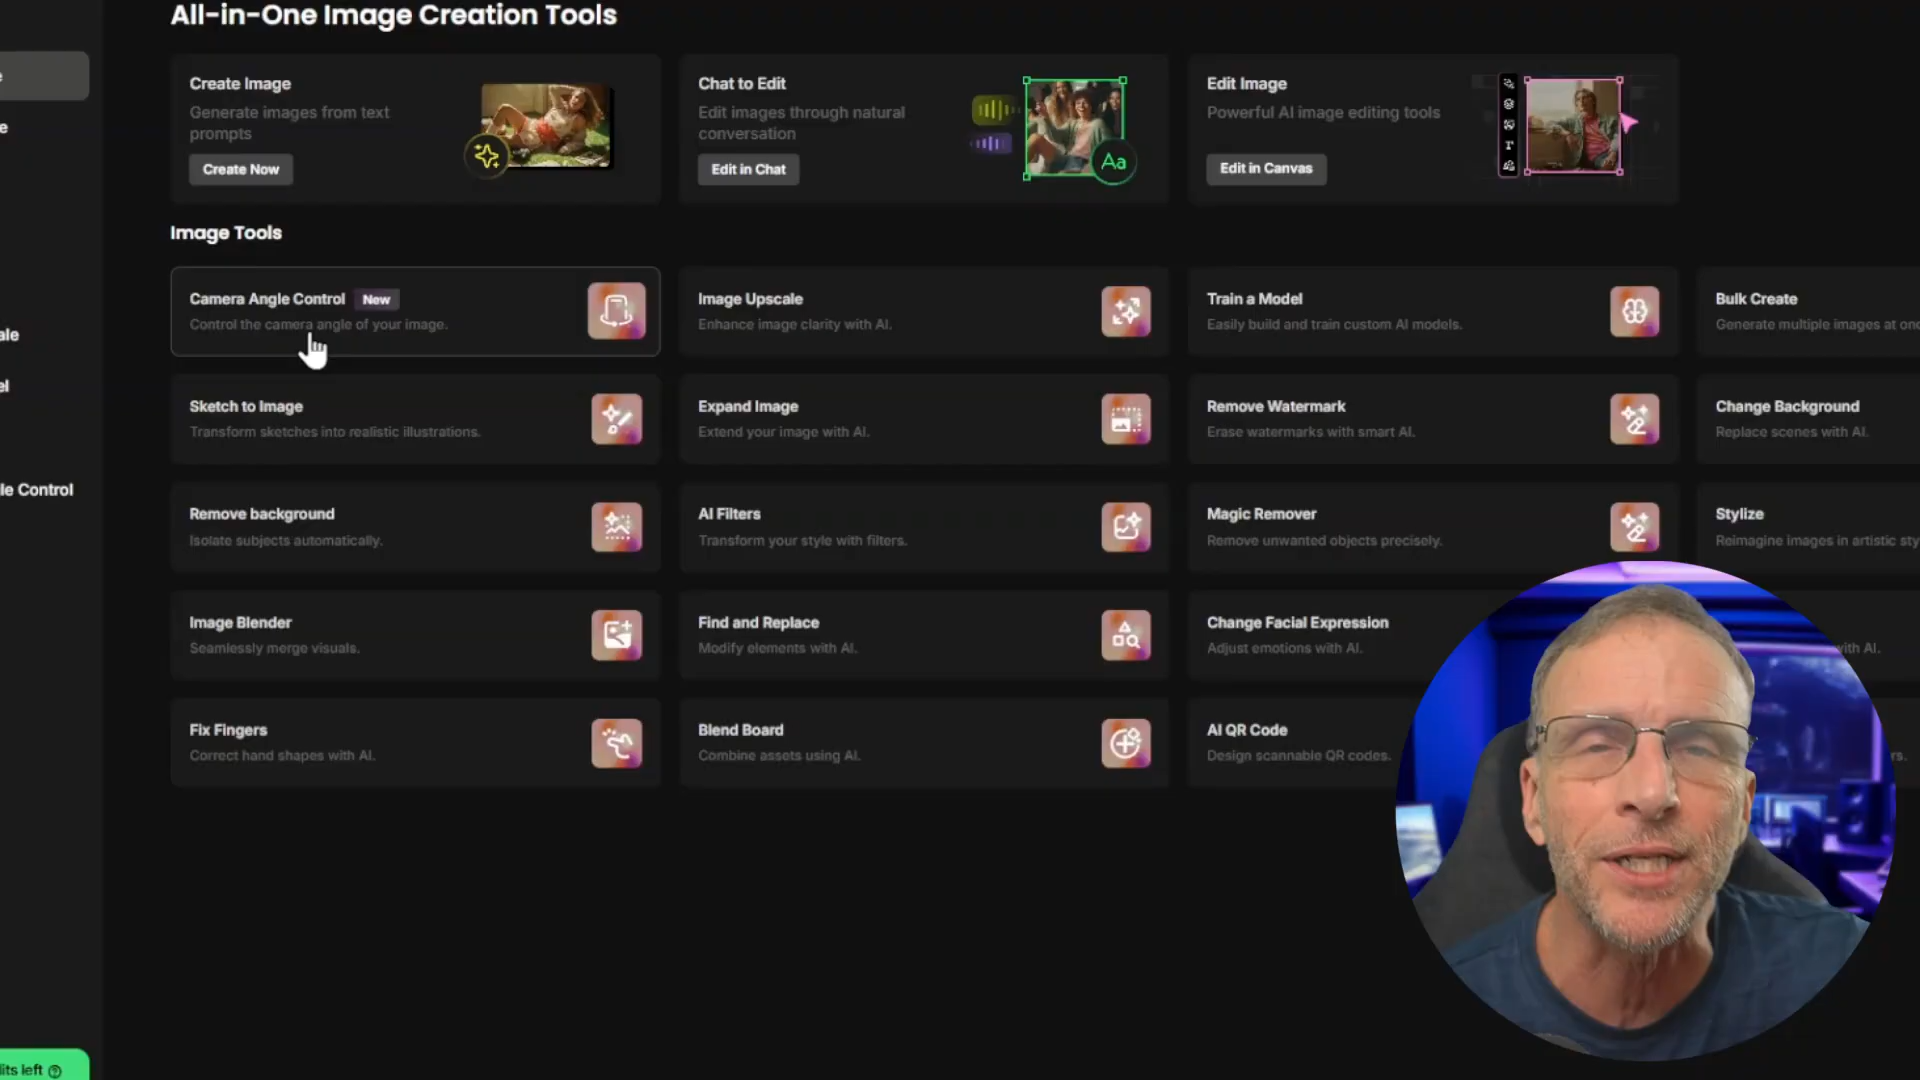 All-in-One Image Creation Tools
e
Create Image
Generate images from text
prompts
Create Now
Chat to Edit
Edit images through natural
conversation
Edit in Chat
Aa
Edit Image
Powerful AI image editing tools
Edit in Canvas
T
e
Image Tools
Camera Angle Control New
Control the camera angle of your image.
Image Upscale
Enhance image clarity with AI.
Train a Model
Easily build and train custom AI models.
Bulk Create
Generate multiple images at on
ale
el
Sketch to Image
Transform sketches into realistic illustrations.
Expand Image
Extend your image with AI.
Remove Watermark
Erase watermarks with smart AI.
Change Background
Replace scenes with AI.
le Control
Remove background
Isolate subjects automatically.
AI Filters
Transform your style with filters.
Magic Remover
Remove unwanted objects precisely.
Stylize
Reimagine images in artistic sty
Image Blender
Seamlessly merge visuals.
Find and Replace
Modify elements with AI.
Change Facial Expression
Adjust emotions with AI.
with AI.
Fix Fingers
Correct hand shapes with AI.
Blend Board
Combine assets using AI.
AI QR Code
Design scannable QR codes.
rs.
its left